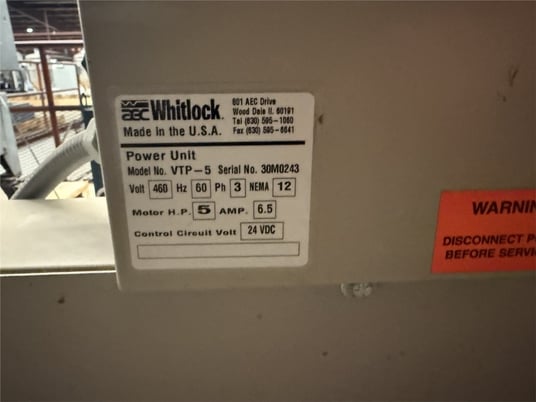 AEC Whitlock.
801 AEC Drive
Wood Dale Il. 60191
Tel (630) 595-1060
Fax (630) 595-6641
Made in the U.S.A.
Power Unit
Model No. VTP-5 Serial No. 30M0243
Volt 460 Hz 60 Ph 3 NEMA 12
Motor H.P. 5 AMP. 6.5
Control Circuit Volt 24 VDC
WARNIN
DISCONNECT P
BEFORE SERVI